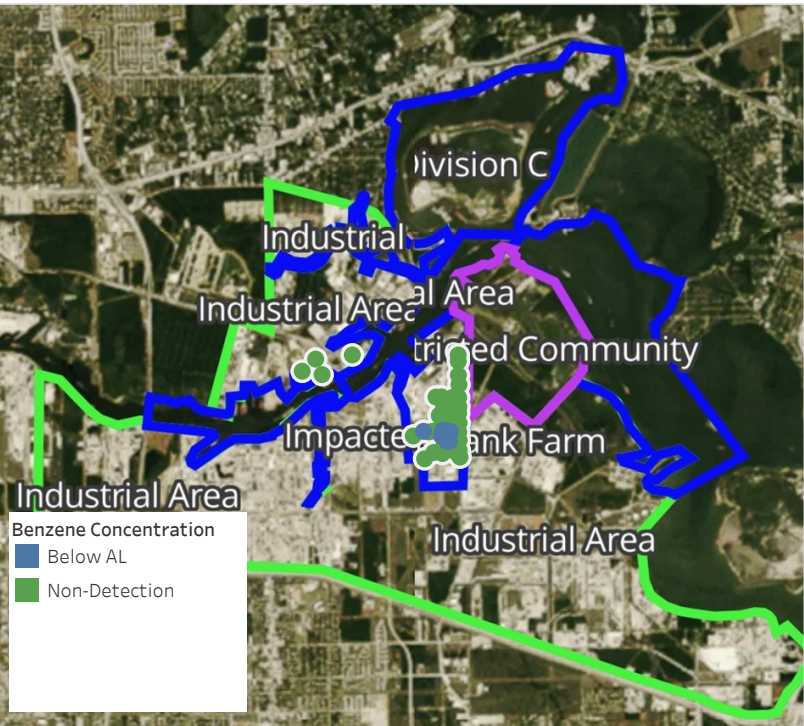 Division C
Industrial
al Area
Industrial Area
tricted Community
Impacte
ank Farm
Industrial Area
Industrial Area
Benzene Concentration
Below AL
Non-Detection